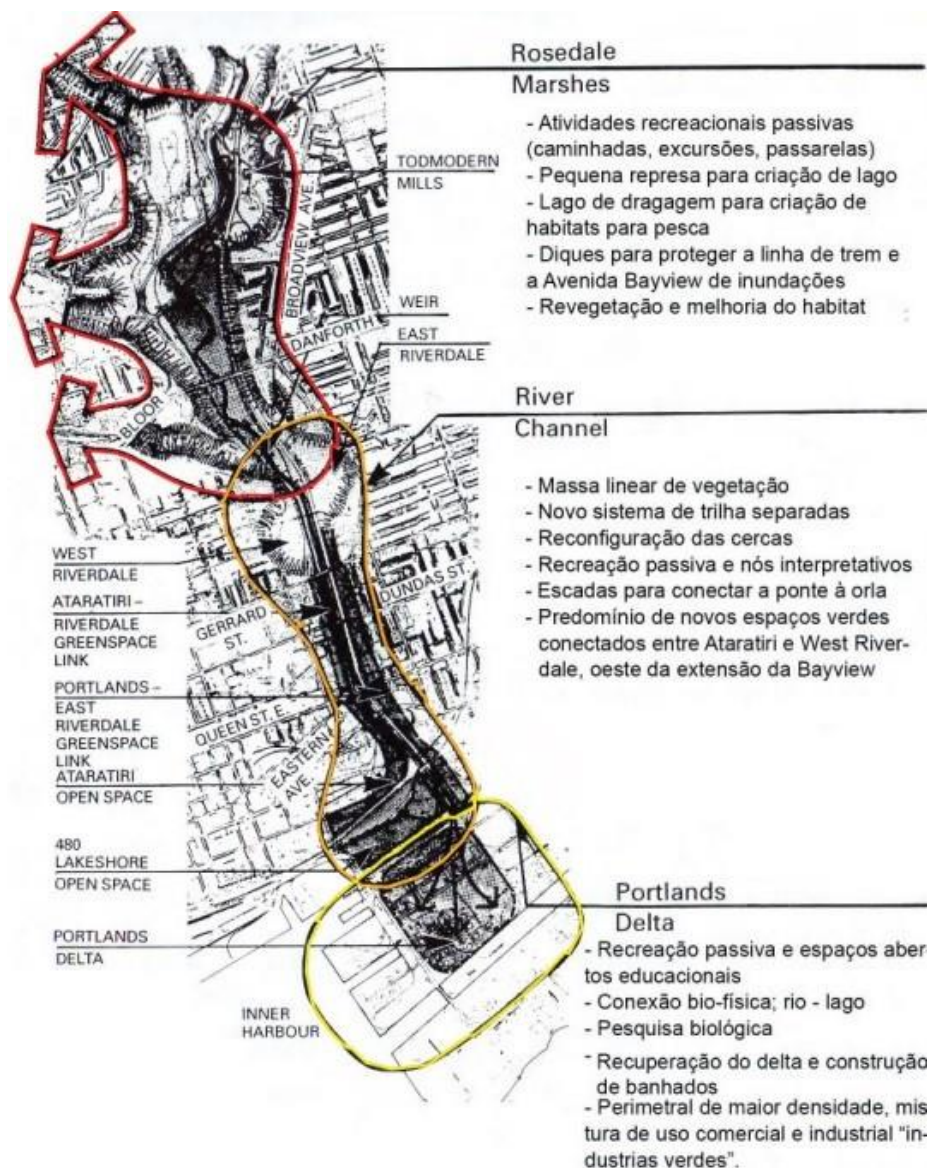 Rosedale
Marshes
- Atividades recreacionais passivas
(caminhadas, excursões, passarelas)
- Pequena represa para criação de lago
- Lago de dragagem para criação de
habitats para pesca
- Diques para proteger a linha de trem e
a Avenida Bayview de inundações
- Revegetação e melhoria do habitat
TODMODERN
MILLS
BROADVIEW AVE.
WEIR
DANFORTH
EAST
RIVERDALE
BLOOR
River
Channel
- Massa linear de vegetação
- Novo sistema de trilha separadas
- Reconfiguração das cercas
- Recreação passiva e nós interpretativos
- Escadas para conectar a ponte à orla
- Predomínio de novos espaços verdes
conectados entre Ataratiri e West River-
dale, oeste da extensão da Bayview
WEST
RIVERDALE
ATARATIRI –
RIVERDALE
GREENSPACE
LINK
GERRARD
ST.
DUNDAS ST.
PORTLANDS –
EAST
RIVERDALE
GREENSPACE
LINK
QUEEN ST. E.
EASTERN
AVE.
ATARATIRI
OPEN SPACE
480
LAKESHORE
OPEN SPACE
PORTLANDS
DELTA
INNER
HARBOUR
Portlands
Delta
- Recreação passiva e espaços aber-
tos educacionais
- Conexão bio-física; rio - lago
- Pesquisa biológica
- Recuperação do delta e construção
de banhados
- Perimetral de maior densidade, mis
tura de uso comercial e industrial “in-
dustrias verdes”.